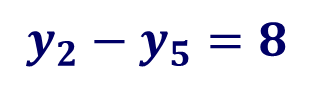 y₂ − y₅ = 8